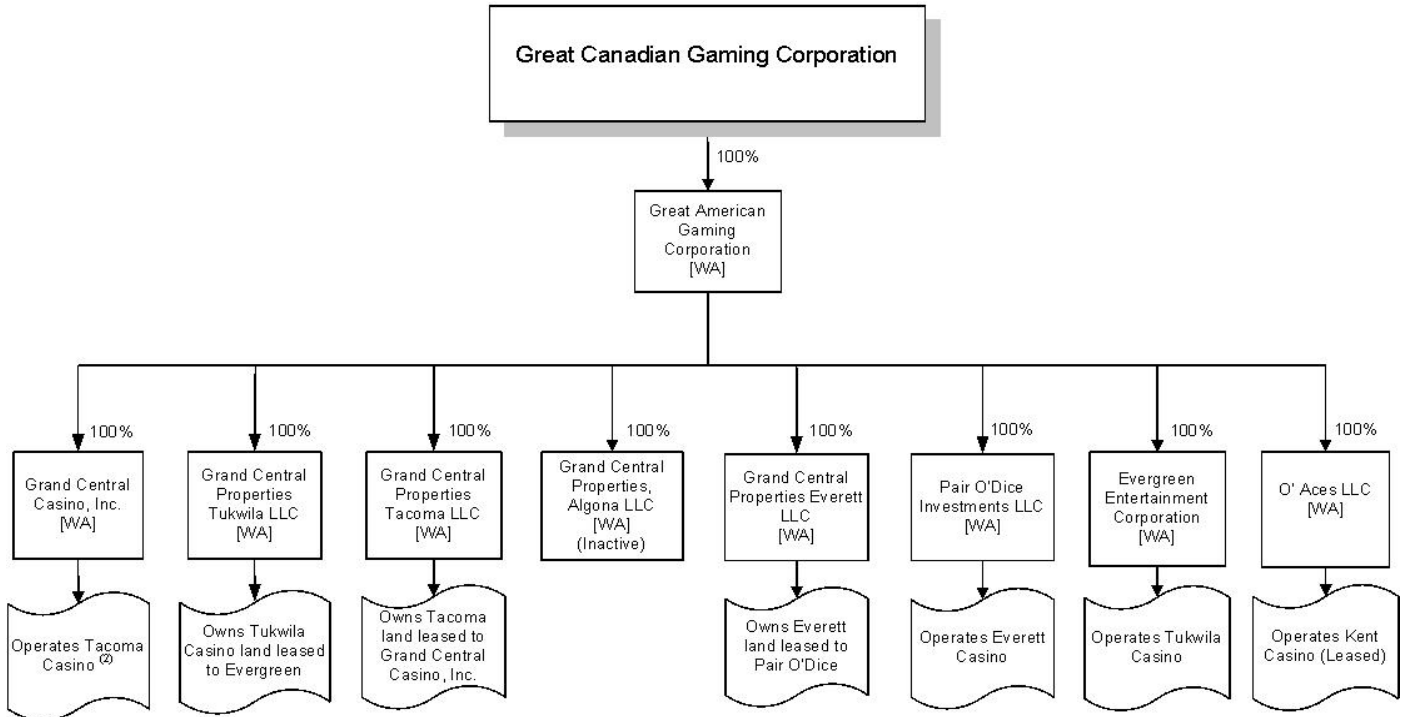 Great Canadian Gaming Corporation
100%
Great American
Gaming
Corporation
[WA]
100%
100%
100%
100%
100%
100%
100%
100%
Grand Central
Casino, Inc.
[WA]
Grand Central
Properties
Tukwila LLC
[WA]
Grand Central
Properties
Tacoma LLC
[WA]
Grand Central
Properties,
Algona LLC
[WA]
(Inactive)
Grand Central
Properties Everett
LLC
[WA]
Pair O'Dice
Investments LLC
[WA]
Evergreen
Entertainment
Corporation
[WA]
O' Aces LLC
[WA]
Operates Tacoma
Casino (2)
Owns Tukwila
Casino land leased
to Evergreen
Owns Tacoma
land leased to
Grand Central
Casino, Inc.
Owns Everett
land leased to
Pair O'Dice
Operates Everett
Casino
Operates Tukwila
Casino
Operates Kent
Casino (Leased)